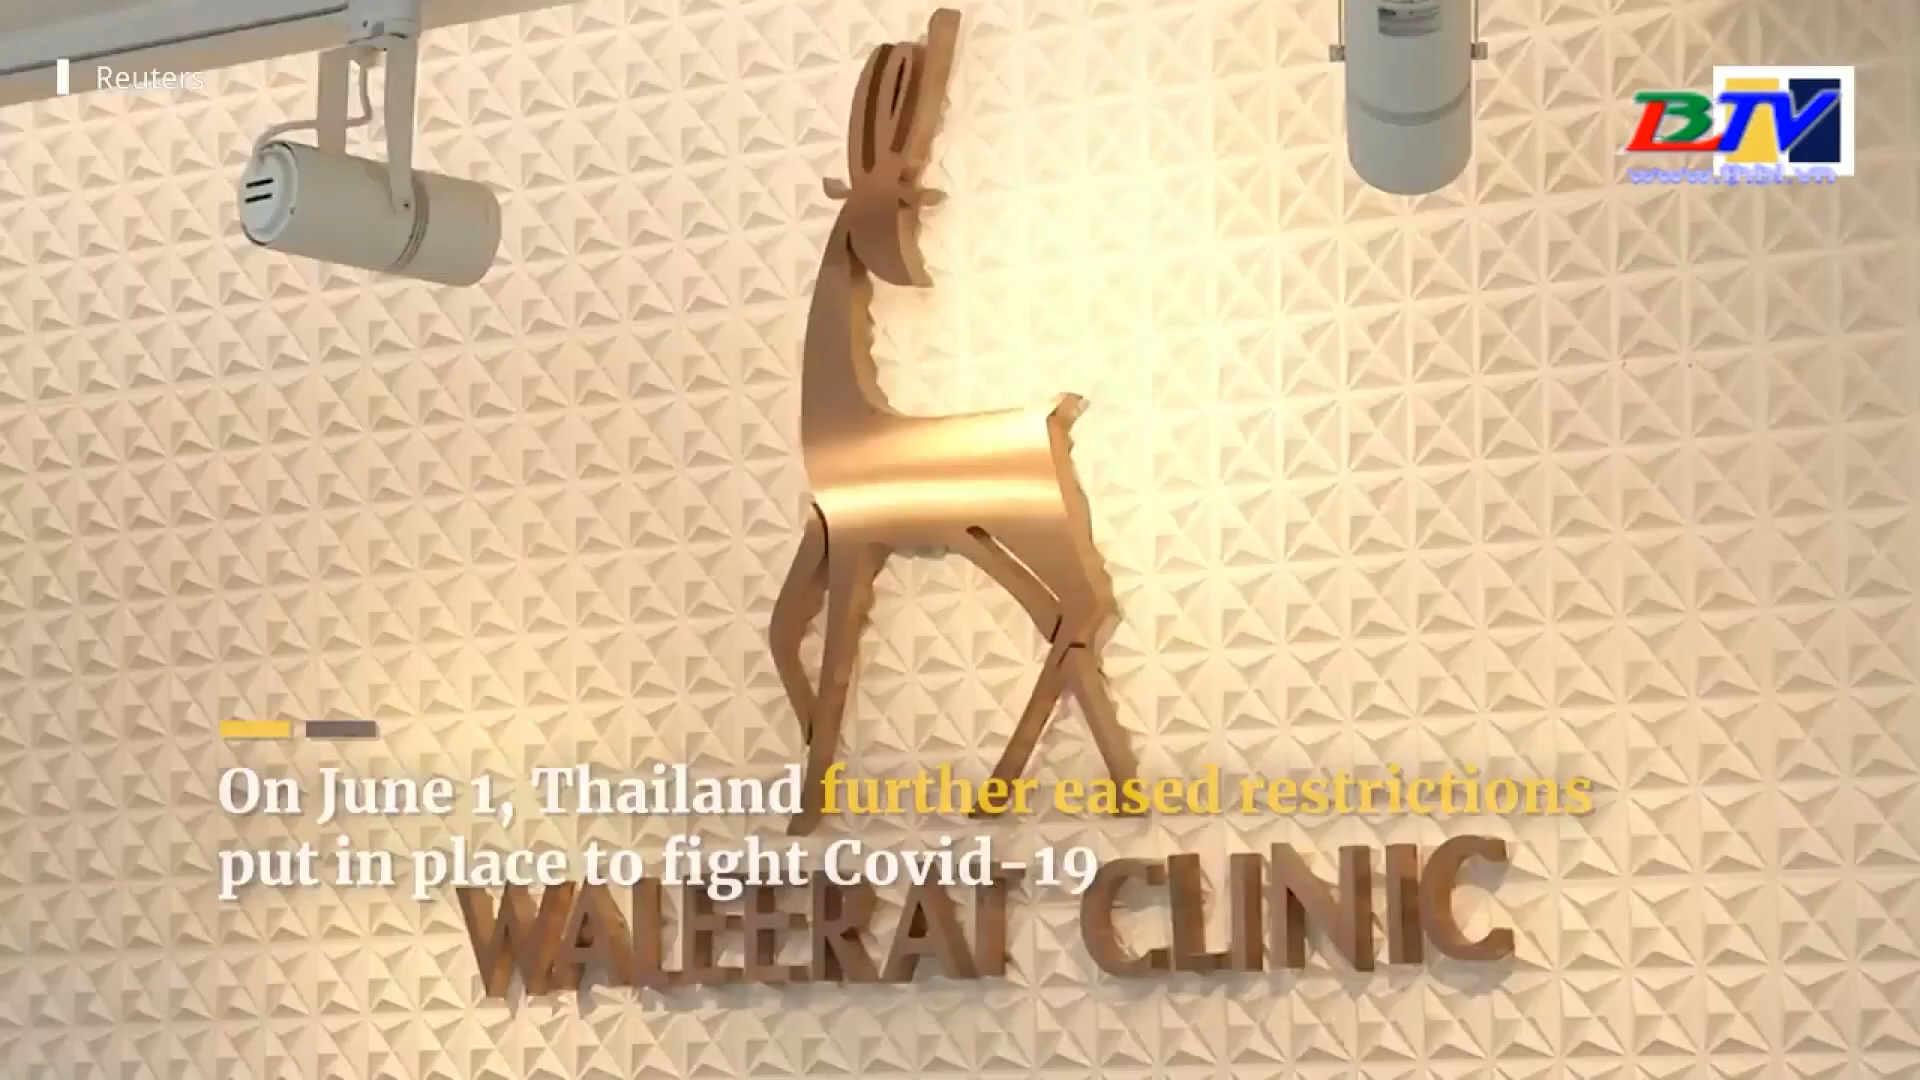 Reuters
BTV
On June 1, Thailand further eased restrictions
put in place to fight Covid-19
WALEERAT CLINIC